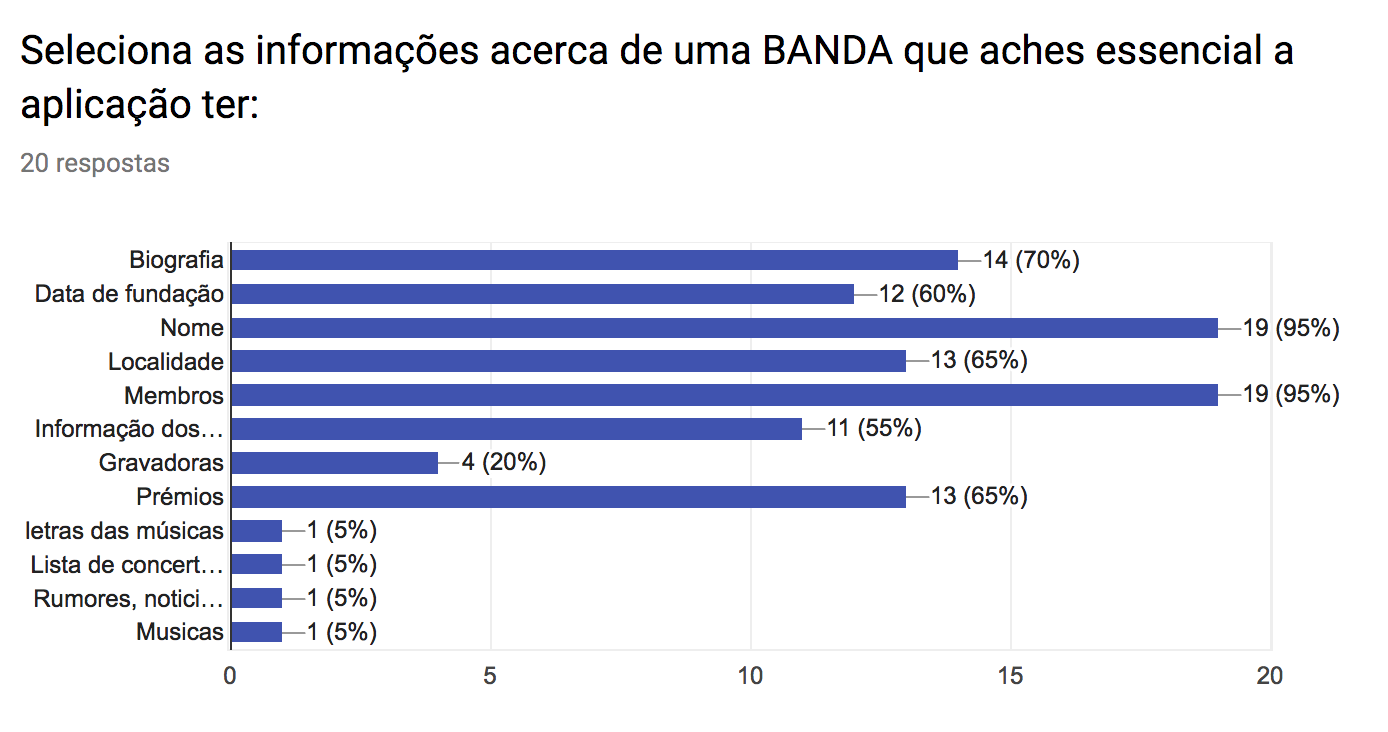 Seleciona as informações acerca de uma BANDA que aches essencial a
aplicação ter:
20 respostas
Biografia 14 (70%)
Data de fundação 12 (60%)
Nome 19 (95%)
Localidade 13 (65%)
Membros 19 (95%)
Informação dos… 11 (55%)
Gravadoras 4 (20%)
Prémios 13 (65%)
letras das músicas 1 (5%)
Lista de concert… 1 (5%)
Rumores, notici… 1 (5%)
Musicas 1 (5%)
0 5 10 15 20